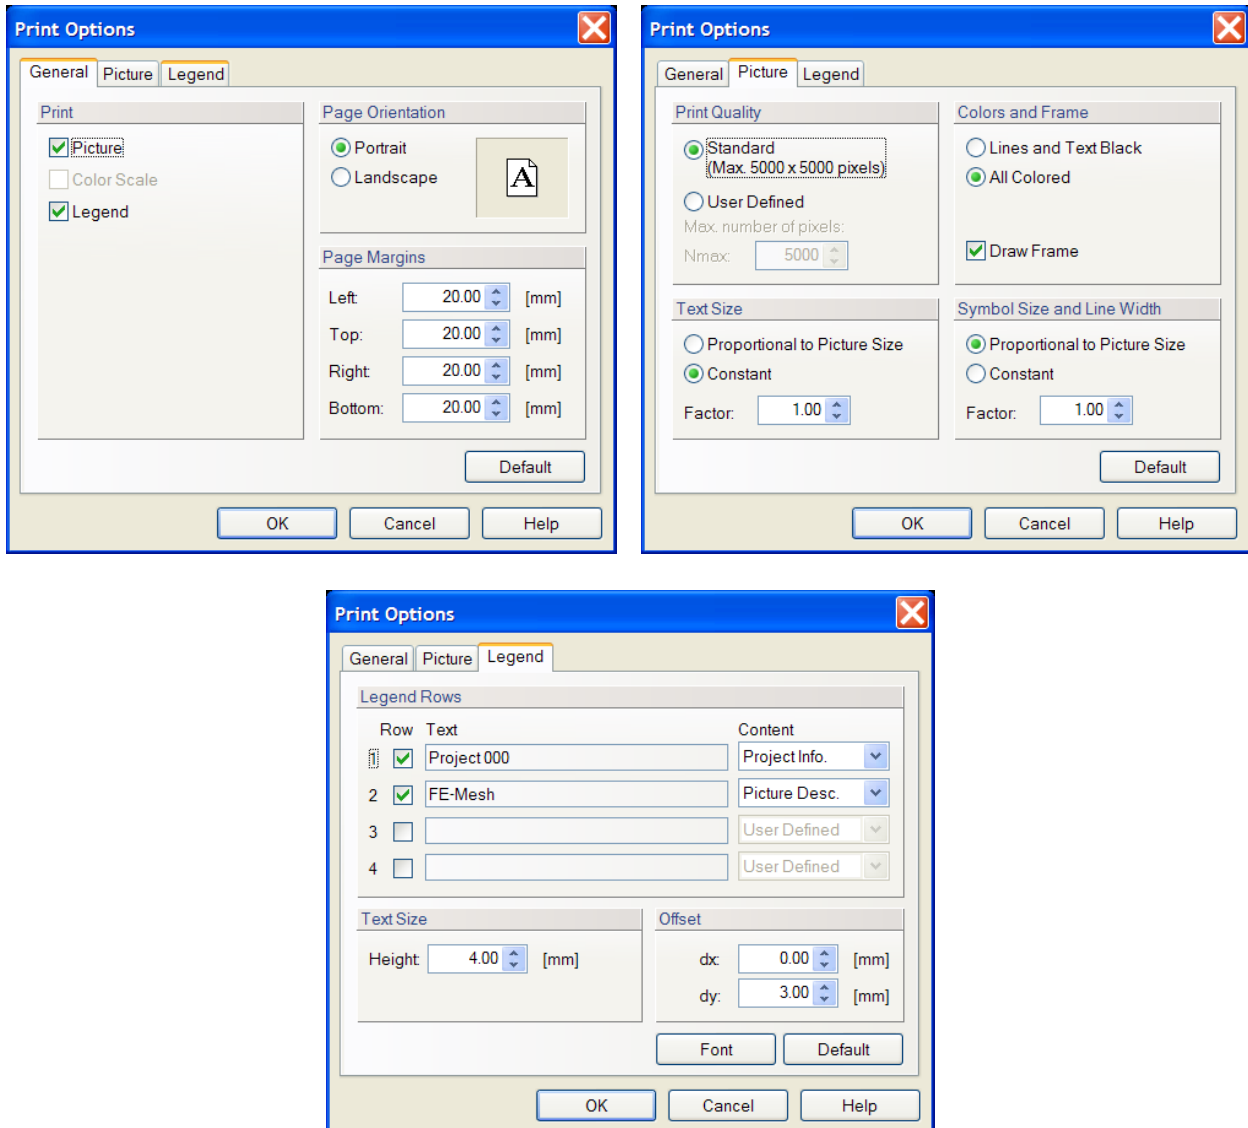 Print Options
General Picture Legend
Print
Picture
Color Scale
Legend
Page Orientation
Portrait
Landscape
A
Page Margins
Left: 20.00 [mm]
Top: 20.00 [mm]
Right: 20.00 [mm]
Bottom: 20.00 [mm]
Default
OK Cancel Help
Print Options
General Picture Legend
Print Quality
Standard
(Max. 5000 x 5000 pixels)
User Defined
Max. number of pixels:
Nmax: 5000
Colors and Frame
Lines and Text Black
All Colored
Draw Frame
Text Size
Proportional to Picture Size
Constant
Factor: 1.00
Symbol Size and Line Width
Proportional to Picture Size
Constant
Factor: 1.00
Default
OK Cancel Help
Print Options
General Picture Legend
Legend Rows
Row Text Content
1 Project 000 Project Info.
2 FE-Mesh Picture Desc.
3 User Defined
4 User Defined
Text Size
Height: 4.00 [mm]
Offset
dx: 0.00 [mm]
dy: 3.00 [mm]
Font Default
OK Cancel Help